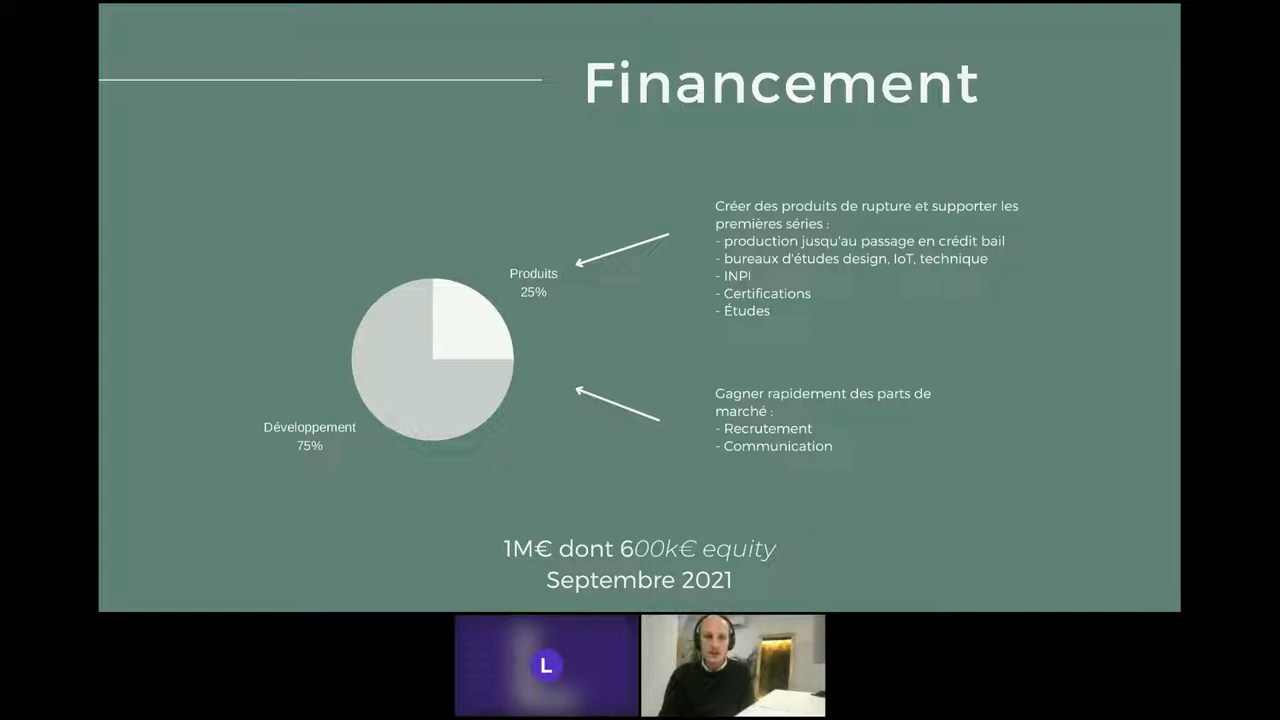 Financement
Créer des produits de rupture et supporter les
premières séries :
- production jusqu'au passage en crédit bail
- bureaux d'études design, IoT, technique
- INPI
- Certifications
- Études
Produits
25%
Gagner rapidement des parts de
marché :
- Recrutement
- Communication
Développement
75%
1M€ dont 600k€ equity
Septembre 2021
L